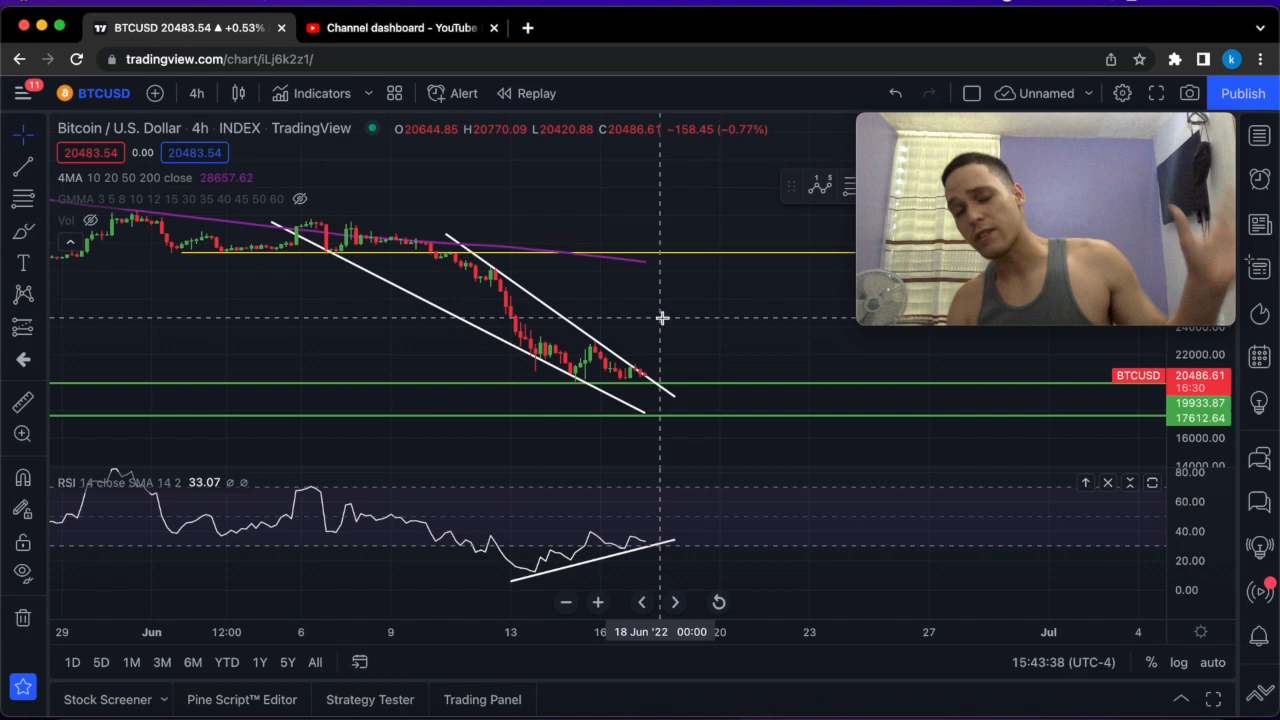 BTCUSD 20483.54 ▲ +0.53%
Channel dashboard - YouTube
tradingview.com/chart/iLj6k2z1/
k
11
BTCUSD 4h Indicators Alert Replay Unnamed Publish
Bitcoin / U.S. Dollar · 4h · INDEX · TradingView
O20644.85 H20770.09 L20420.88 C20486.61 −158.45 (−0.77%)
20483.54 0.00 20483.54
4MA 10 20 50 200 close 28657.62
GMMA 3 5 8 10 12 15 30 35 40 45 50 60
Vol
1 5
24000.00
22000.00
BTCUSD 20486.61
16:30
19933.87
17612.64
16000.00
14000.00
RSI 14 close SMA 14 2 33.07 ⌀ ⌀
80.00
60.00
40.00
20.00
0.00
29 Jun 12:00 6 9 13 16 18 Jun '22 00:00 20 23 27 Jul 4
1D 5D 1M 3M 6M YTD 1Y 5Y All
15:43:38 (UTC-4) % log auto
Stock Screener Pine Script™ Editor Strategy Tester Trading Panel